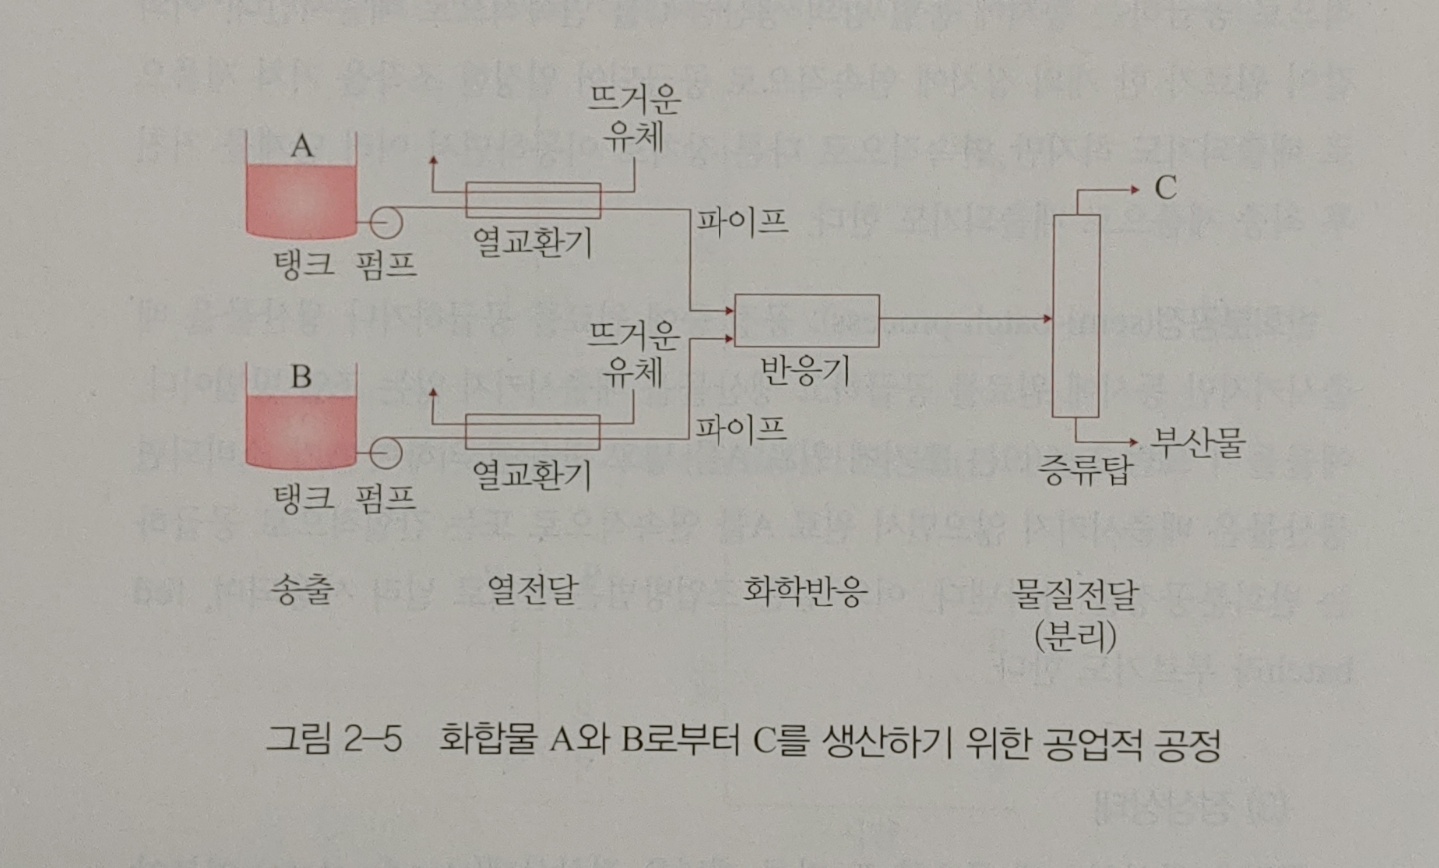 뜨거운
유체
A
C
파이프
열교환기
탱크 펌프
뜨거운
유체
반응기
B
파이프
부산물
증류탑
열교환기
탱크 펌프
송출 열전달 화학반응 물질전달
(분리)
그림 2-5 화합물 A와 B로부터 C를 생산하기 위한 공업적 공정